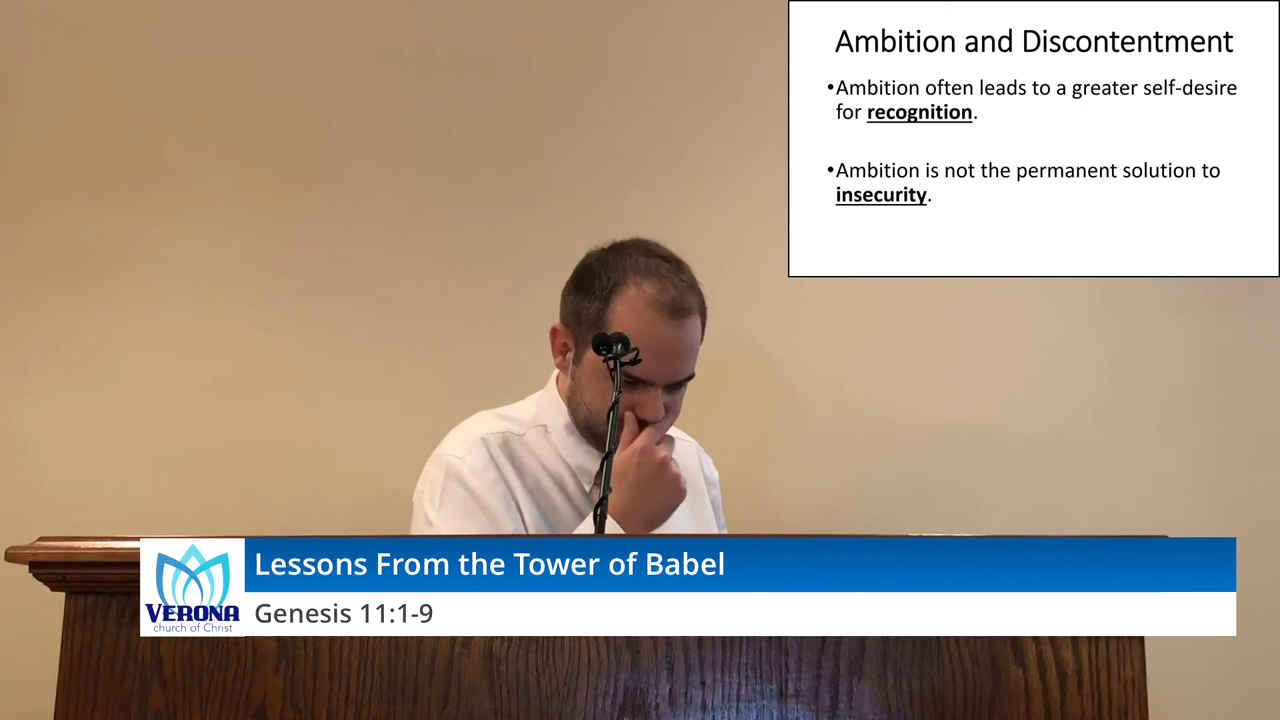 Ambition and Discontentment
•Ambition often leads to a greater self-desire
for recognition.
•Ambition is not the permanent solution to
insecurity.
Lessons From the Tower of Babel
Genesis 11:1-9
VERONA
church of Christ